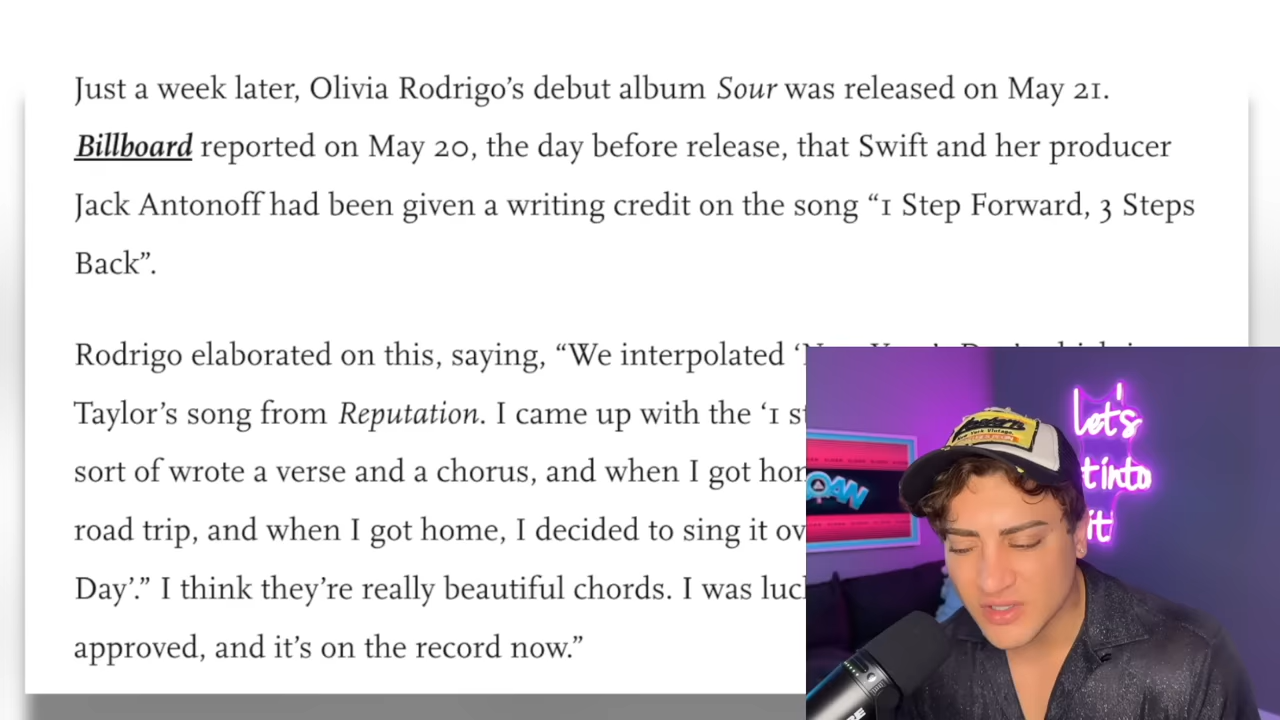 Just a week later, Olivia Rodrigo’s debut album Sour was released on May 21.
Billboard reported on May 20, the day before release, that Swift and her producer
Jack Antonoff had been given a writing credit on the song “1 Step Forward, 3 Steps
Back”.
Rodrigo elaborated on this, saying, “We interpolated
Taylor’s song from Reputation. I came up with the ‘1
sort of wrote a verse and a chorus, and when I got
road trip, and when I got home, I decided to sing it
Day’.” I think they’re really beautiful chords. I was
approved, and it’s on the record now.”
let's
it